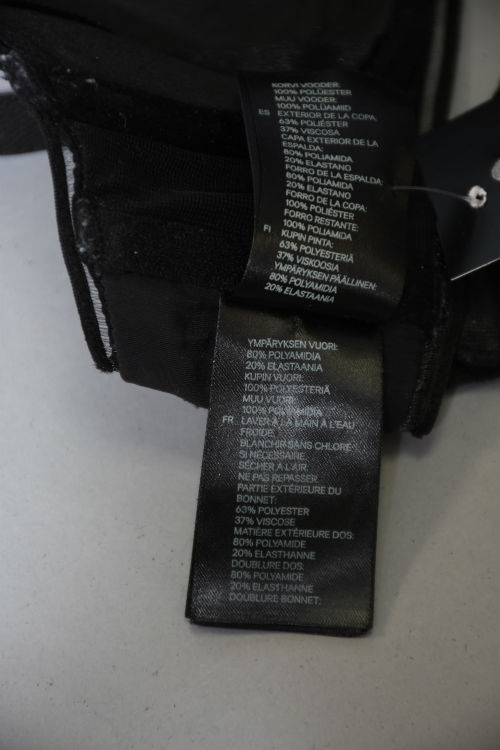 KORVI VOODER:
100% POLÜESTER
MUU VOODER:
100% POLÜAMIID
ES EXTERIOR DE LA COPA:
63% POLIÉSTER
37% VISCOSA
CAPA EXTERIOR DE LA
ESPALDA:
80% POLIAMIDA
20% ELASTANO
FORRO DE LA ESPALDA:
80% POLIAMIDA
20% ELASTANO
FORRO DE LA COPA:
100% POLIÉSTER
FORRO RESTANTE:
100% POLIAMIDA
FI KUPIN PINTA:
63% POLYESTERIÄ
37% VISKOOSIA
YMPÄRYKSEN PÄÄLLINEN:
80% POLYAMIDIA
20% ELASTAANIA
YMPÄRYKSEN VUORI:
80% POLYAMIDIA
20% ELASTAANIA
KUPIN VUORI:
100% POLYESTERIÄ
MUU VUORI:
100% POLYAMIDIA
FR LAVER À LA MAIN À L'EAU
FROIDE.
BLANCHIR SANS CHLORE
SI NÉCESSAIRE
SÉCHER À L'AIR
NE PAS REPASSER
PARTIE EXTÉRIEURE DU
BONNET:
63% POLYESTER
37% VISCOSE
MATIÈRE EXTÉRIEURE DOS:
80% POLYAMIDE
20% ELASTHANNE
DOUBLURE DOS:
80% POLYAMIDE
20% ELASTHANNE
DOUBLURE BONNET: